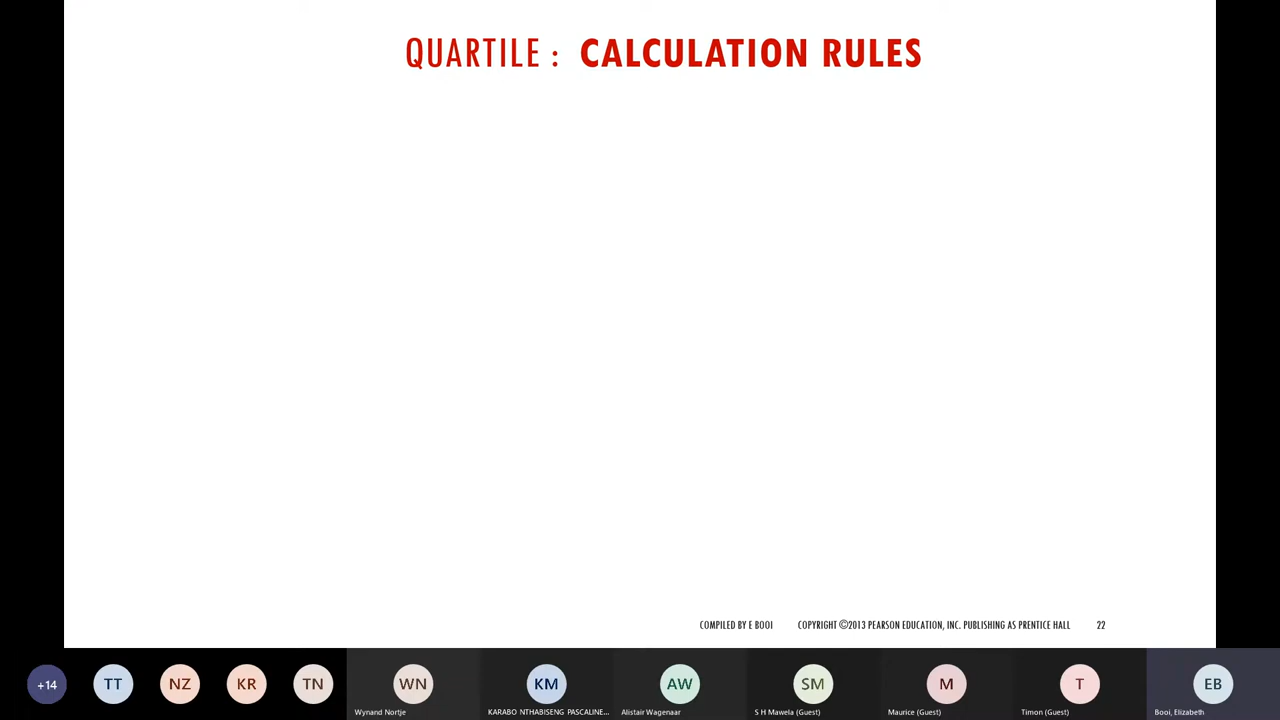 QUARTILE : CALCULATION RULES
COMPILED BY E BOOI COPYRIGHT ©2013 PEARSON EDUCATION, INC. PUBLISHING AS PRENTICE HALL 22
+14 TT NZ KR TN WN KM AW SM M T EB
Wynand Nortje KARABO NTHABISENG PASCALINE... Alistair Wagenaar S H Mawela (Guest) Maurice (Guest) Timon (Guest) Booi, Elizabeth